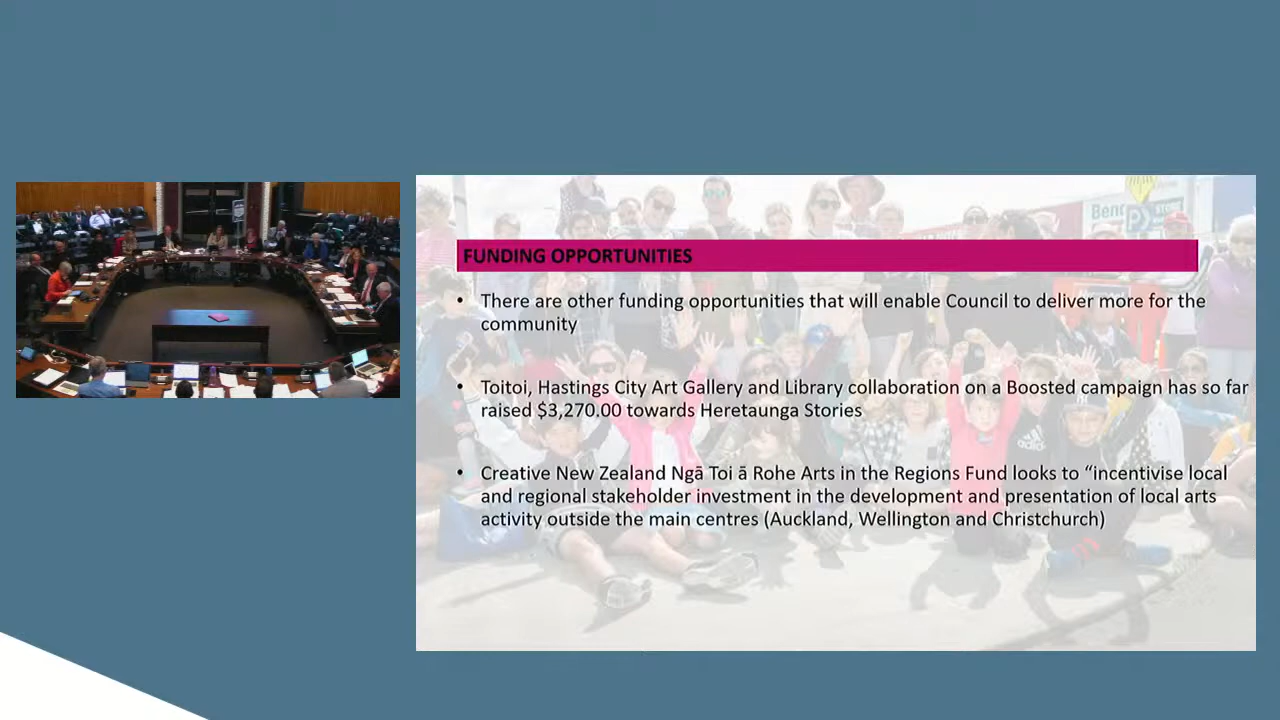 FUNDING OPPORTUNITIES
• There are other funding opportunities that will enable Council to deliver more for the
community
• Toitoi, Hastings City Art Gallery and Library collaboration on a Boosted campaign has so far
raised $3,270.00 towards Heretaunga Stories
• Creative New Zealand Ngā Toi ā Rohe Arts in the Regions Fund looks to “incentivise local
and regional stakeholder investment in the development and presentation of local arts
activity outside the main centres (Auckland, Wellington and Christchurch)